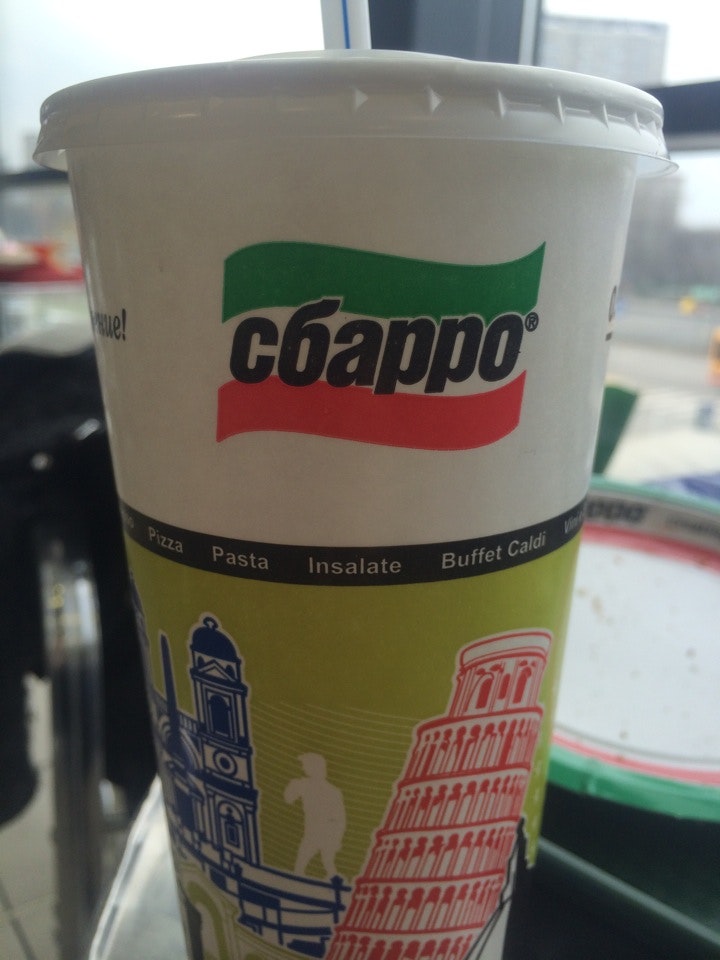 сбарро®
Pizza Pasta Insalate Buffet Caldi